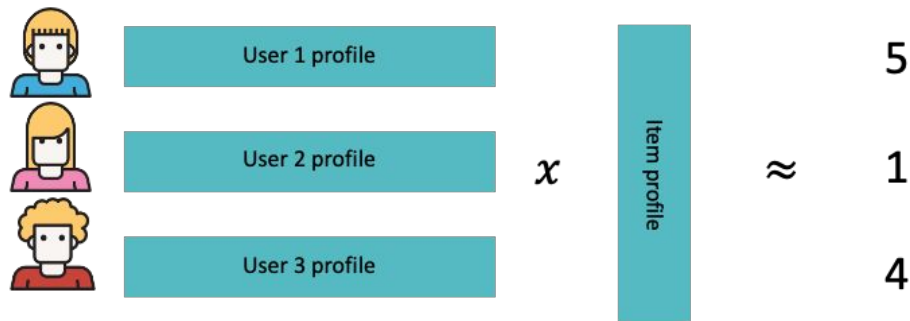 User 1 profile
5
User 2 profile
x
Item profile
≈
1
User 3 profile
4